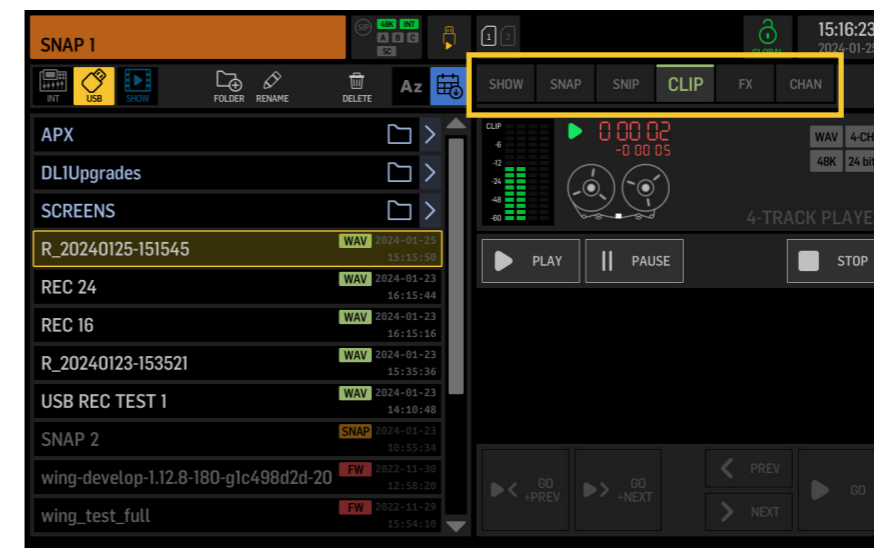 SNAP 1
SIP 48K INT
A B C
SC
1 2
GLOBAL
15:16:23
2024-01-25
INT USB SHOW FOLDER RENAME DELETE Az
SHOW SNAP SNIP CLIP FX CHAN
APX
DL1Upgrades
SCREENS
R_20240125-151545 WAV 2024-01-25
15:15:50
REC 24 WAV 2024-01-23
16:15:44
REC 16 WAV 2024-01-23
16:15:16
R_20240123-153521 WAV 2024-01-23
15:35:36
USB REC TEST 1 WAV 2024-01-23
14:10:48
SNAP 2 SNAP 2024-01-23
10:55:34
wing-develop-1.12.8-180-g1c498d2d-20 FW 2022-11-30
12:58:20
wing_test_full FW 2022-11-29
15:54:10
CLIP
-6
-12
-24
-48
-60
0 00 02
-0 00 05
WAV 4-CH
48K 24 bit
4-TRACK PLAYE
PLAY PAUSE STOP
GO
+PREV
GO
+NEXT
PREV
NEXT
GO